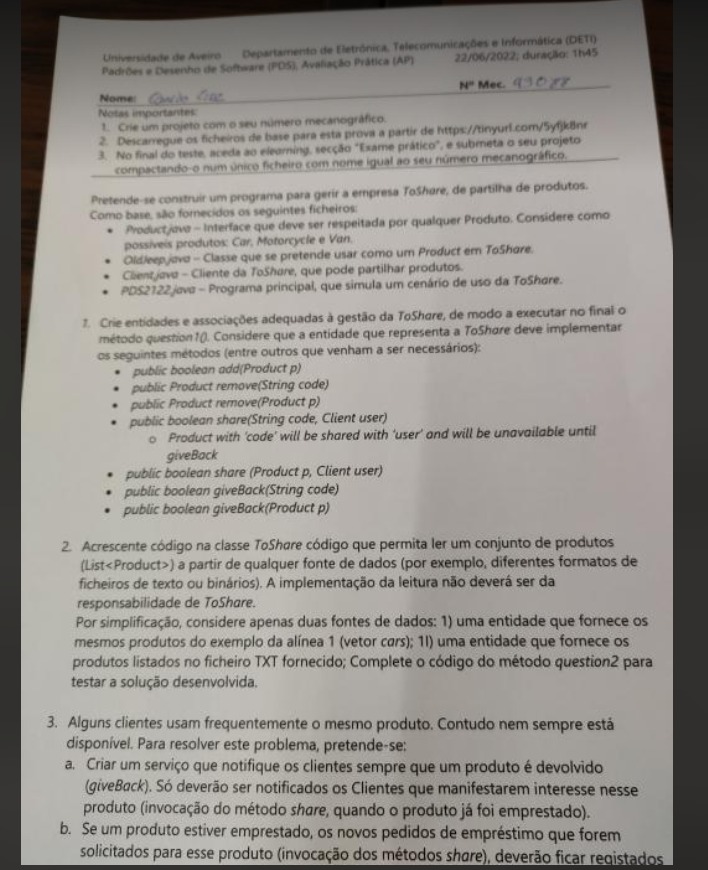 Universidade de Aveiro Departamento de Eletrónica, Telecomunicações e Informática (DETI)
Padrões e Desenho de Software (PDS), Avaliação Prática (AP) 22/06/2022; duração: 1h45
Nome: Nº Mec.
Notas importantes:
1. Crie um projeto com o seu número mecanográfico.
2. Descarregue os ficheiros de base para esta prova a partir de https://tinyurl.com/5yfjk8nr
3. No final do teste, aceda ao elearning, secção "Exame prático", e submeta o seu projeto
compactando-o num único ficheiro com nome igual ao seu número mecanográfico.
Pretende-se construir um programa para gerir a empresa ToShare, de partilha de produtos.
Como base, são fornecidos os seguintes ficheiros:
• Product.java – Interface que deve ser respeitada por qualquer Produto. Considere como
possíveis produtos: Car, Motorcycle e Van.
• OldJeep.java – Classe que se pretende usar como um Product em ToShare.
• Client.java – Cliente da ToShare, que pode partilhar produtos.
• PDS2122.java – Programa principal, que simula um cenário de uso da ToShare.
1. Crie entidades e associações adequadas à gestão da ToShare, de modo a executar no final o
método question1(). Considere que a entidade que representa a ToShare deve implementar
os seguintes métodos (entre outros que venham a ser necessários):
• public boolean add(Product p)
• public Product remove(String code)
• public Product remove(Product p)
• public boolean share(String code, Client user)
o Product with 'code' will be shared with 'user' and will be unavailable until
giveBack
• public boolean share (Product p, Client user)
• public boolean giveBack(String code)
• public boolean giveBack(Product p)
2. Acrescente código na classe ToShare código que permita ler um conjunto de produtos
(List<Product>) a partir de qualquer fonte de dados (por exemplo, diferentes formatos de
ficheiros de texto ou binários). A implementação da leitura não deverá ser da
responsabilidade de ToShare.
Por simplificação, considere apenas duas fontes de dados: 1) uma entidade que fornece os
mesmos produtos do exemplo da alínea 1 (vetor cars); 1I) uma entidade que fornece os
produtos listados no ficheiro TXT fornecido; Complete o código do método question2 para
testar a solução desenvolvida.
3. Alguns clientes usam frequentemente o mesmo produto. Contudo nem sempre está
disponível. Para resolver este problema, pretende-se:
a. Criar um serviço que notifique os clientes sempre que um produto é devolvido
(giveBack). Só deverão ser notificados os Clientes que manifestarem interesse nesse
produto (invocação do método share, quando o produto já foi emprestado).
b. Se um produto estiver emprestado, os novos pedidos de empréstimo que forem
solicitados para esse produto (invocação dos métodos share), deverão ficar registados